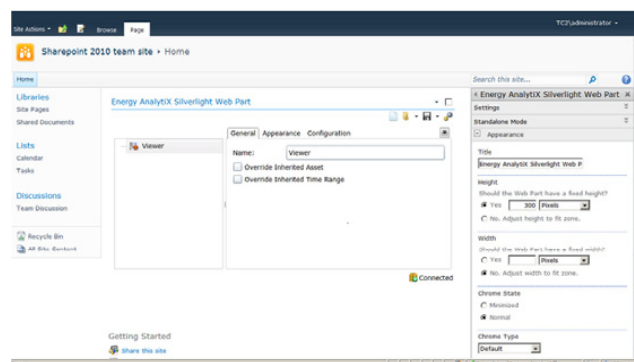 TC2\administrator
Site Actions
Browse
Page
Sharepoint 2010 team site › Home
Home
Search this site...
Libraries
Site Pages
Shared Documents
Lists
Calendar
Tasks
Discussions
Team Discussion
Recycle Bin
All Site Content
Energy AnalytiX Silverlight Web Part
Viewer
General Appearance Configuration
Name: Viewer
Override Inherited Asset
Override Inherited Time Range
Connected
Getting Started
Share this site
Energy AnalytiX Silverlight Web Part
Settings
Standalone Mode
Appearance
Title
Energy AnalytiX Silverlight Web P
Height
Should the Web Part have a fixed height?
Yes 300 Pixels
No. Adjust height to fit zone.
Width
Should the Web Part have a fixed width?
Yes Pixels
No. Adjust width to fit zone.
Chrome State
Minimized
Normal
Chrome Type
Default